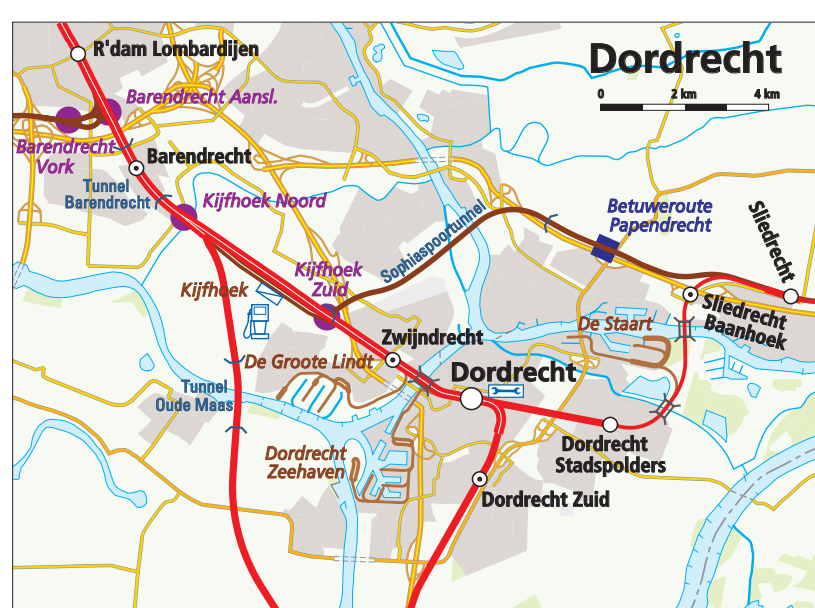 Dordrecht
0 2 km 4 km
R'dam Lombardijen
Barendrecht Aansl.
Barendrecht
Vork
Barendrecht
Tunnel
Barendrecht
Kijfhoek Noord
Betuweroute
Papendrecht
Sliedrecht
Sophiaspoortunnel
Kijfhoek
Zuid
Kijfhoek
Sliedrecht
Baanhoek
De Staart
Zwijndrecht
De Groote Lindt
Dordrecht
Tunnel
Oude Maas
Dordrecht
Stadspolders
Dordrecht
Zeehaven
Dordrecht Zuid